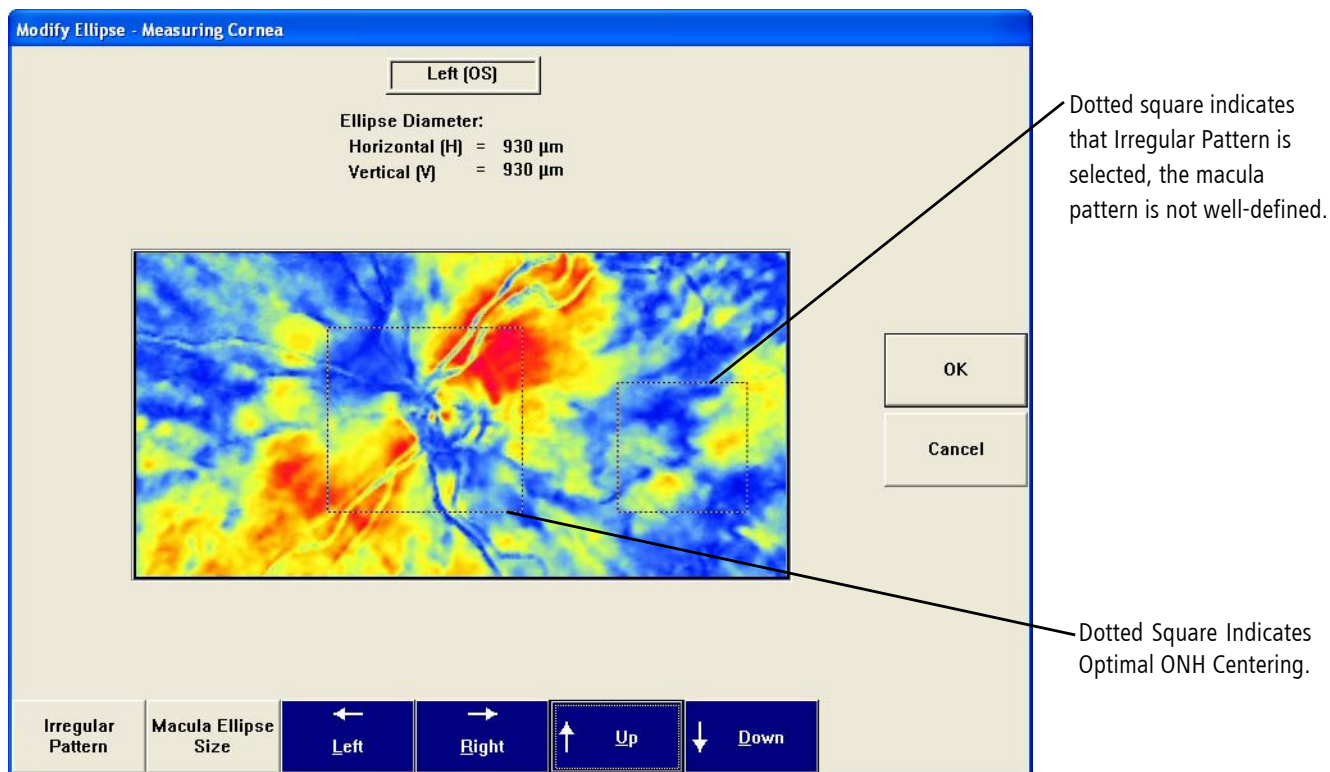 Modify Ellipse - Measuring Cornea
Left (OS)
Ellipse Diameter:
Horizontal (H) = 930 µm
Vertical (V) = 930 µm
Dotted square indicates
that Irregular Pattern is
selected, the macula
pattern is not well-defined.
OK
Cancel
Dotted Square Indicates
Optimal ONH Centering.
Irregular
Pattern
Macula Ellipse
Size
Left
Right
Up
Down